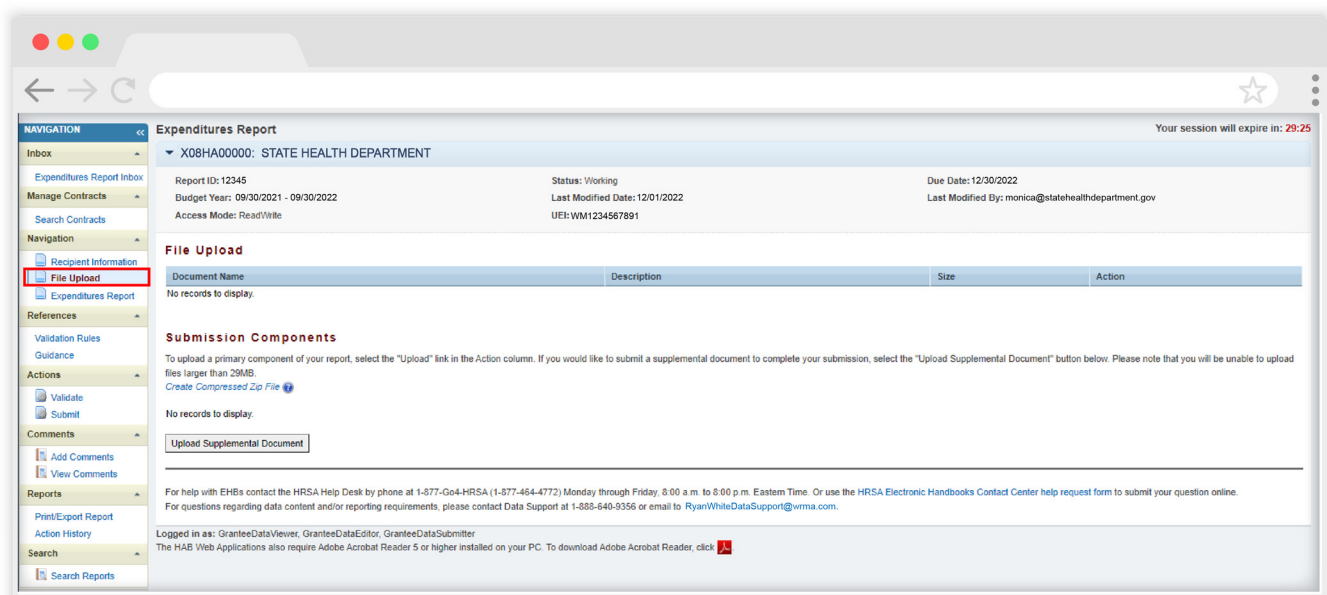 NAVIGATION «
Inbox
Expenditures Report Inbox
Manage Contracts
Search Contracts
Navigation
Recipient Information
File Upload
Expenditures Report
References
Validation Rules
Guidance
Actions
Validate
Submit
Comments
Add Comments
View Comments
Reports
Print/Export Report
Action History
Search
Search Reports
Expenditures Report
Your session will expire in: 29:25
X08HA00000: STATE HEALTH DEPARTMENT
Report ID: 12345 Status: Working Due Date: 12/30/2022
Budget Year: 09/30/2021 - 09/30/2022 Last Modified Date: 12/01/2022 Last Modified By: monica@statehealthdepartment.gov
Access Mode: ReadWrite UEI: WM1234567891
File Upload
Document Name Description Size Action
No records to display.
Submission Components
To upload a primary component of your report, select the "Upload" link in the Action column. If you would like to submit a supplemental document to complete your submission, select the "Upload Supplemental Document" button below. Please note that you will be unable to upload
files larger than 29MB.
Create Compressed Zip File ?
No records to display.
Upload Supplemental Document
For help with EHBs contact the HRSA Help Desk by phone at 1-877-Go4-HRSA (1-877-464-4772) Monday through Friday, 8:00 a.m. to 8:00 p.m. Eastern Time. Or use the HRSA Electronic Handbooks Contact Center help request form to submit your question online.
For questions regarding data content and/or reporting requirements, please contact Data Support at 1-888-640-9356 or email to RyanWhiteDataSupport@wrma.com.
Logged in as: GranteeDataViewer, GranteeDataEditor, GranteeDataSubmitter
The HAB Web Applications also require Adobe Acrobat Reader 5 or higher installed on your PC. To download Adobe Acrobat Reader, click .